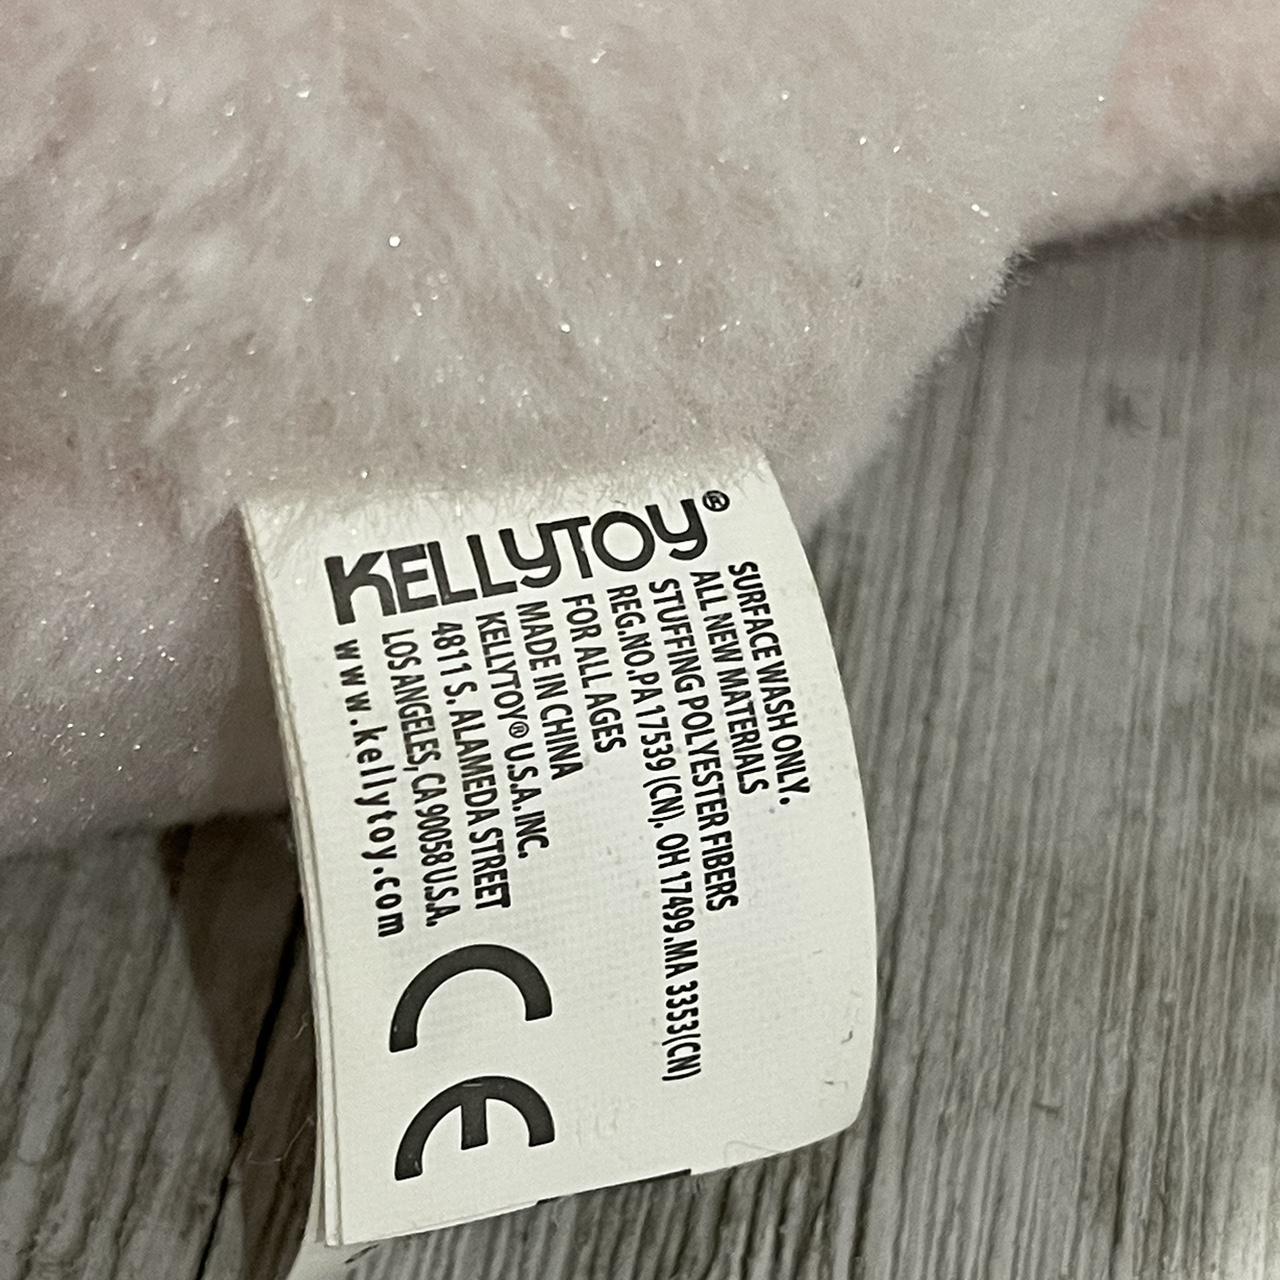 KELLYTOY®
SURFACE WASH ONLY.
ALL NEW MATERIALS
STUFFING POLYESTER FIBERS
REG.NO.PA 17539 (CN). OH 17499.MA 3353(CN)
FOR ALL AGES
MADE IN CHINA
KELLYTOY® U.S.A. INC.
4811 S. ALAMEDA STREET
LOS ANGELES, CA 90058 U.S.A.
www.kellytoy.com
CE